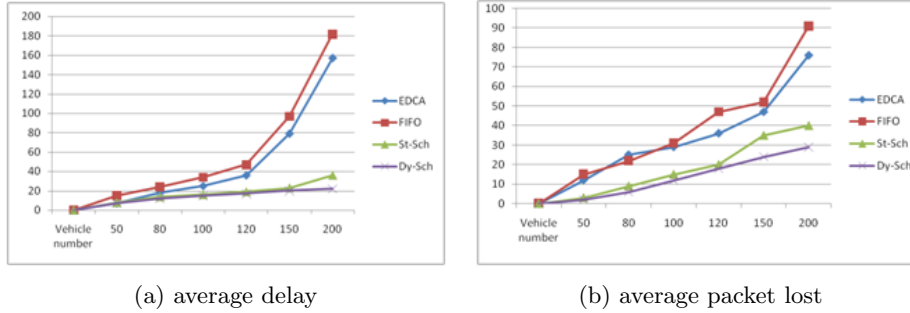 200
180
160
140
120
100
80
60
40
20
0
Vehicle number 50 80 100 120 150 200
EDCA
FIFO
St-Sch
Dy-Sch
(a) average delay
100
90
80
70
60
50
40
30
20
10
0
Vehicle number 50 80 100 120 150 200
EDCA
FIFO
St-Sch
Dy-Sch
(b) average packet lost